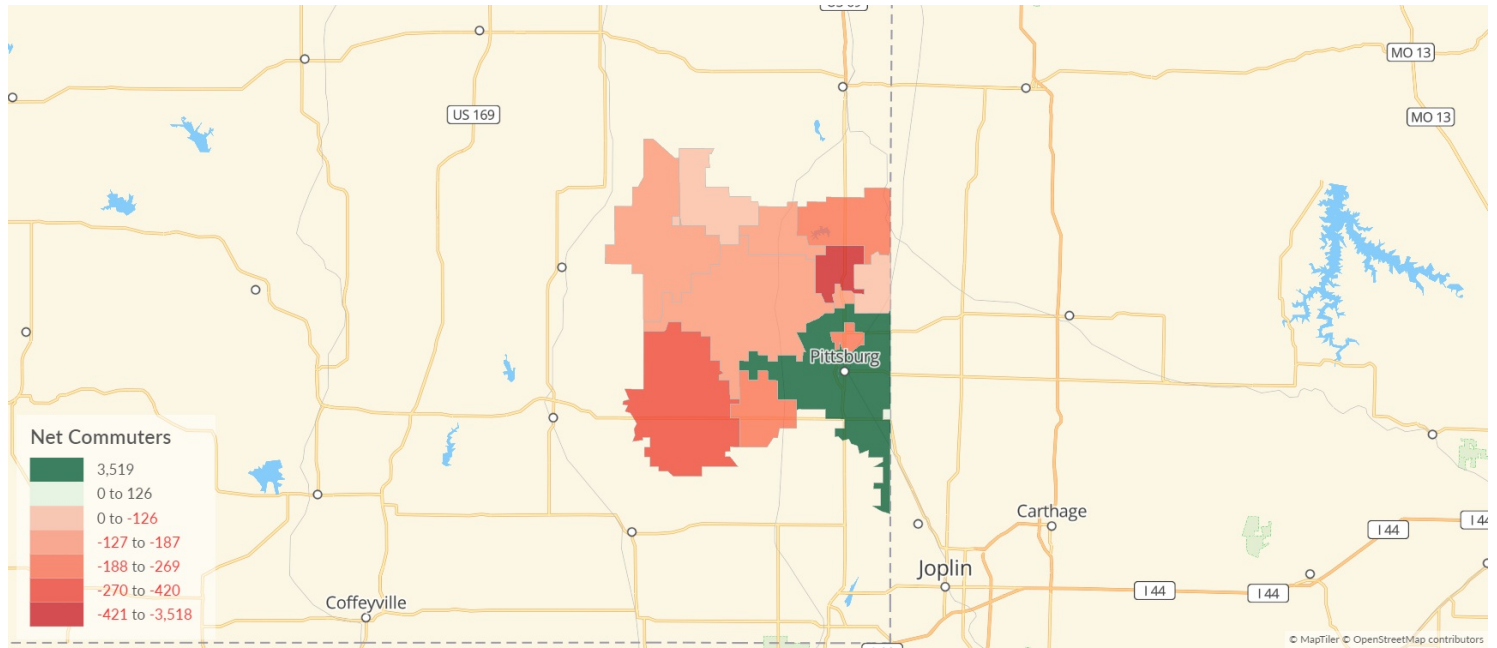 US 69
MO 13
US 169
MO 13
Pittsburg
Net Commuters
3,519
0 to 126
0 to -126
-127 to -187
-188 to -269
-270 to -420
-421 to -3,518
Carthage
I 44
I 44
Joplin
I 44
I 44
Coffeyville
© MapTiler © OpenStreetMap contributors